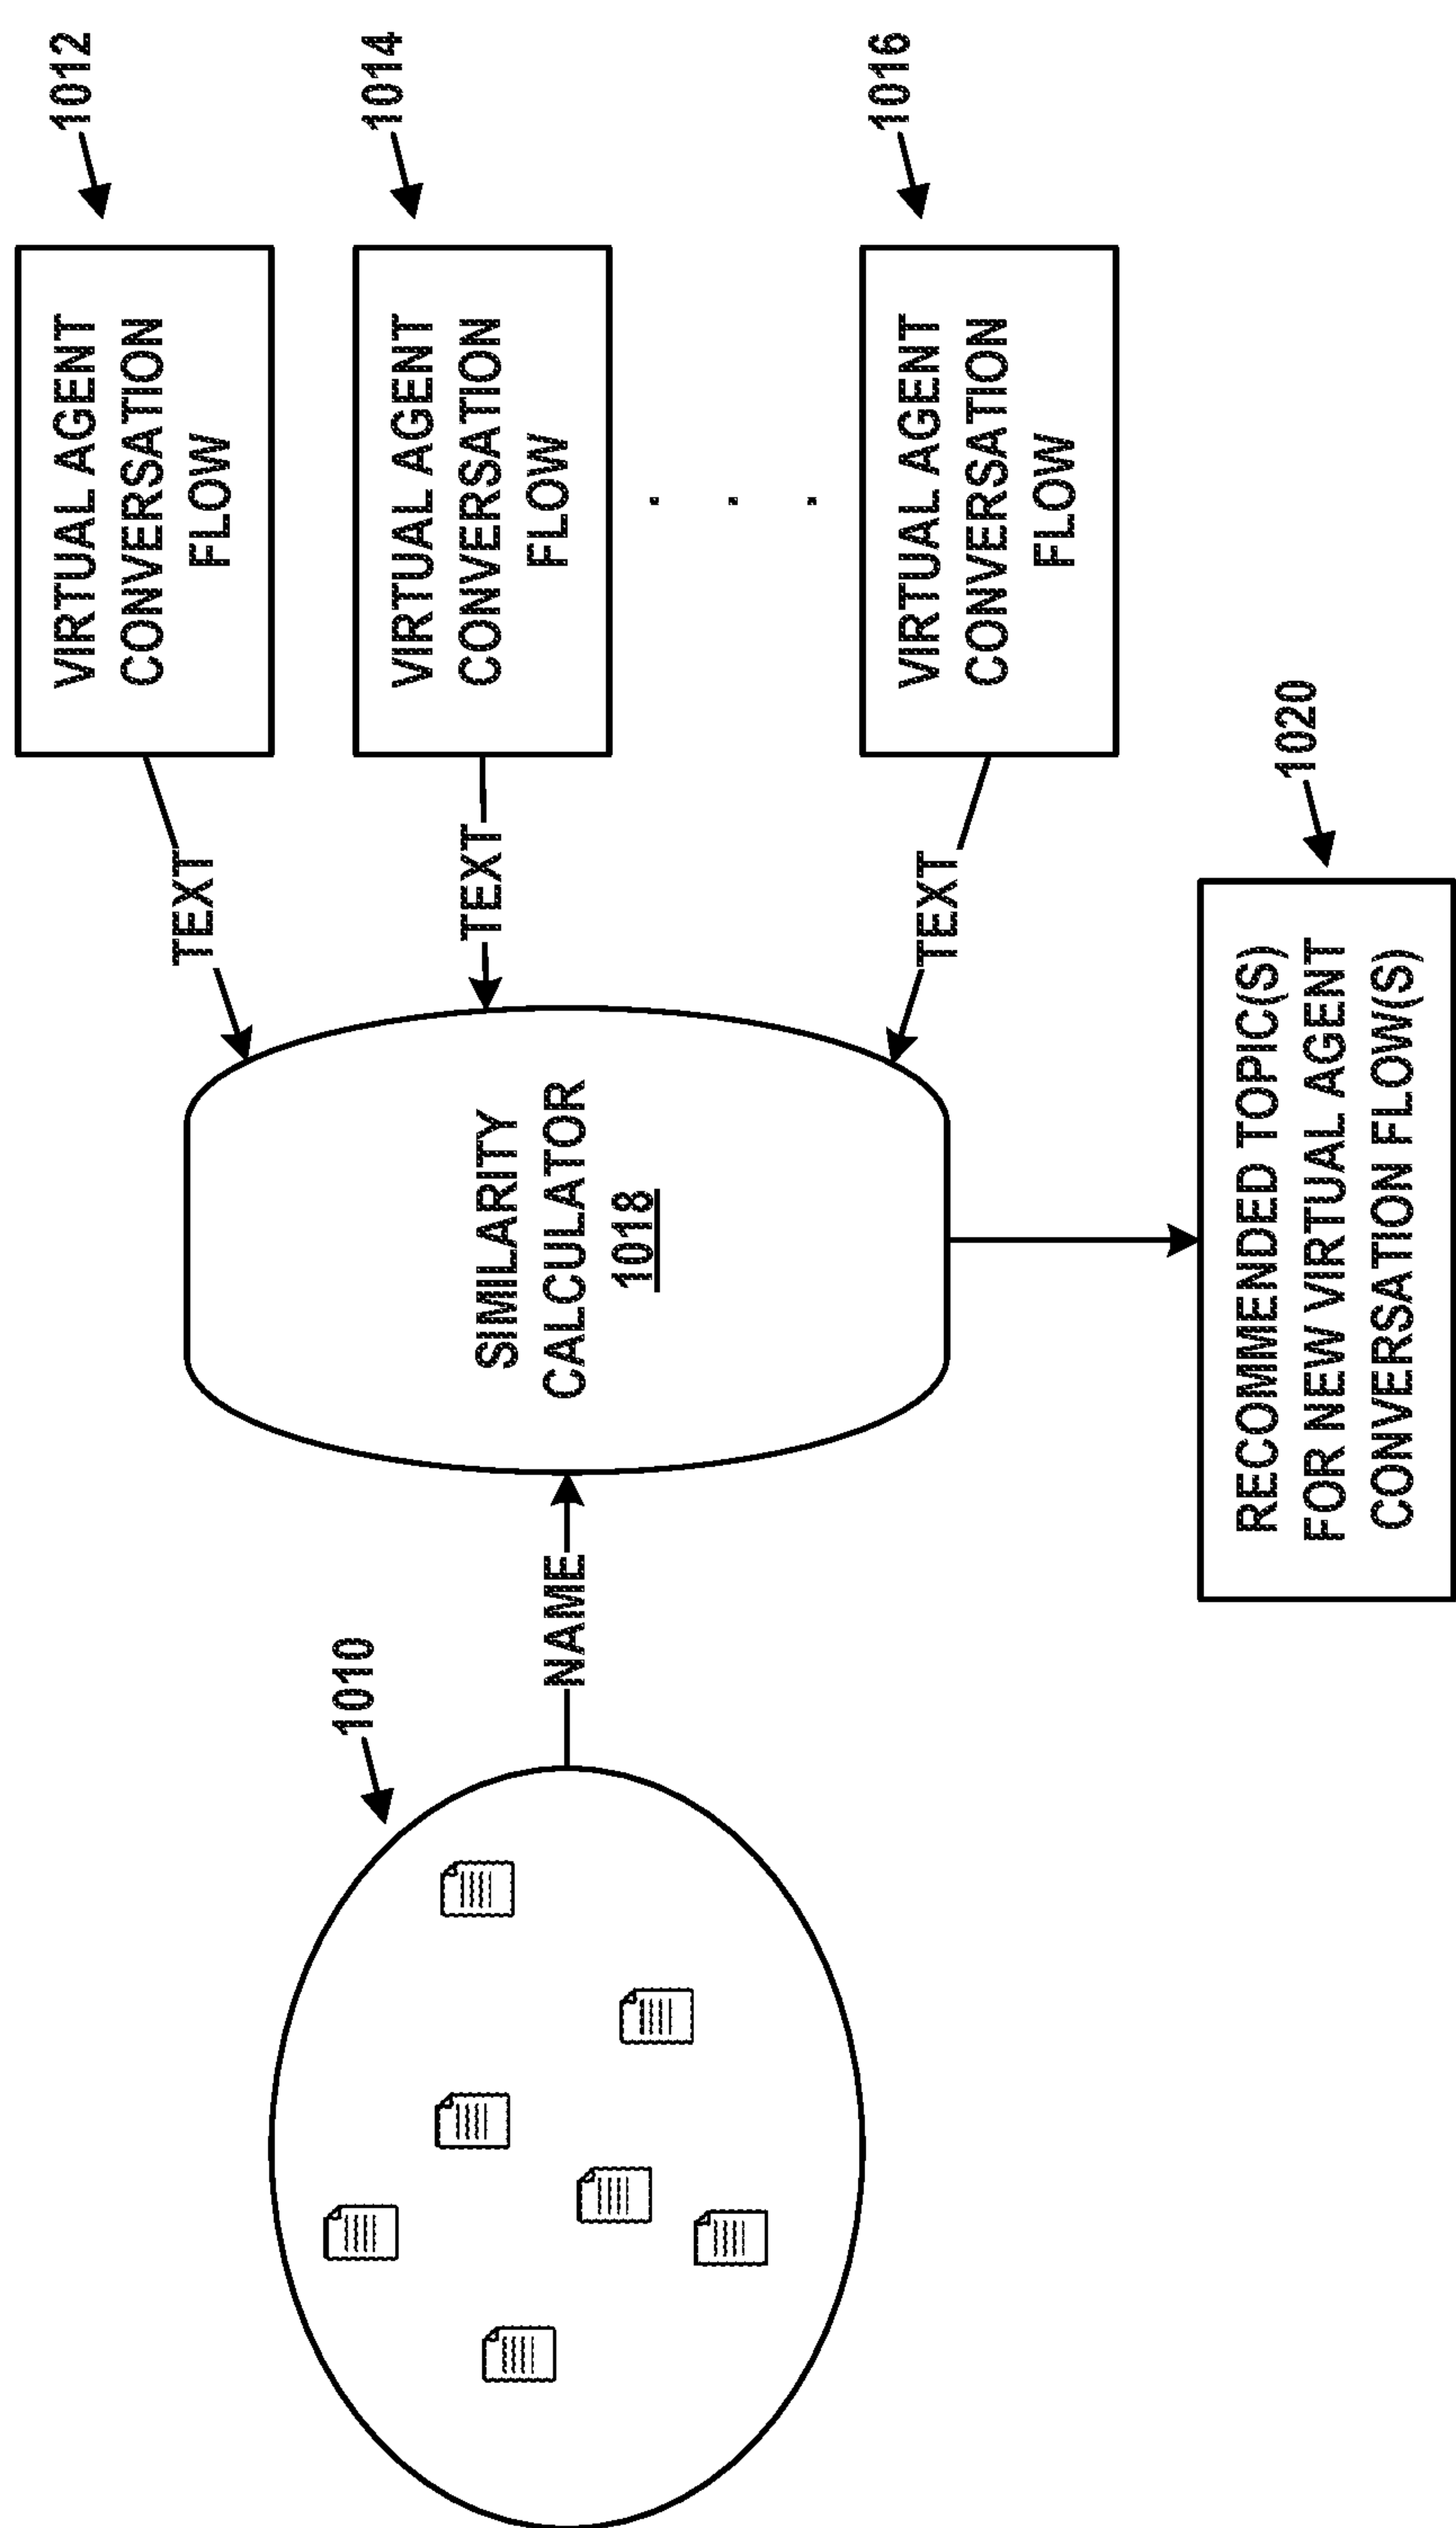 1012
VIRTUAL AGENT
CONVERSATION
FLOW
TEXT
1014
VIRTUAL AGENT
CONVERSATION
FLOW
TEXT
. . .
1016
VIRTUAL AGENT
CONVERSATION
FLOW
TEXT
1010
NAME
SIMILARITY
CALCULATOR
1018
1020
RECOMMENDED TOPIC(S)
FOR NEW VIRTUAL AGENT
CONVERSATION FLOW(S)